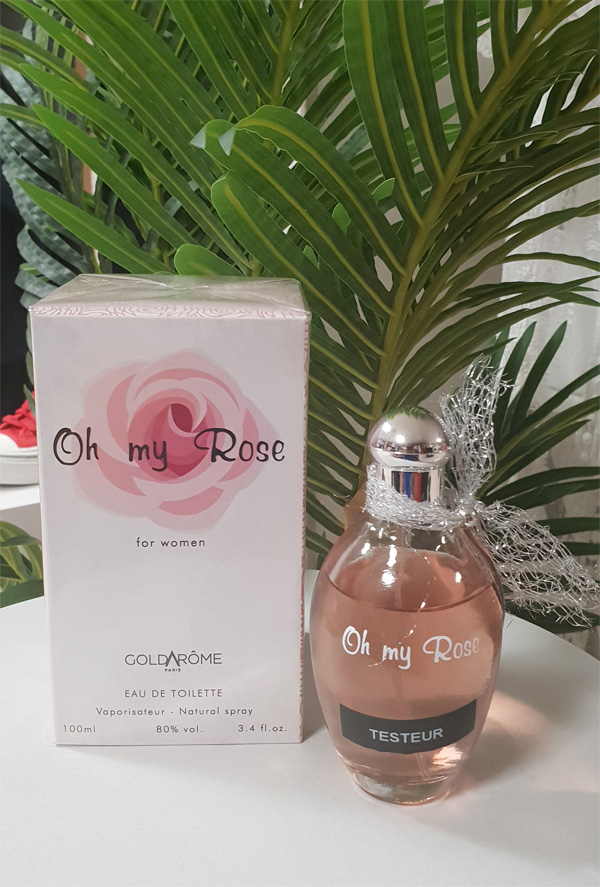 Oh my Rose
for women
GOLDARÔME
PARIS
EAU DE TOILETTE
Vaporisateur - Natural spray
100ml 80% vol. 3.4 fl.oz.
Oh my Rose
TESTEUR